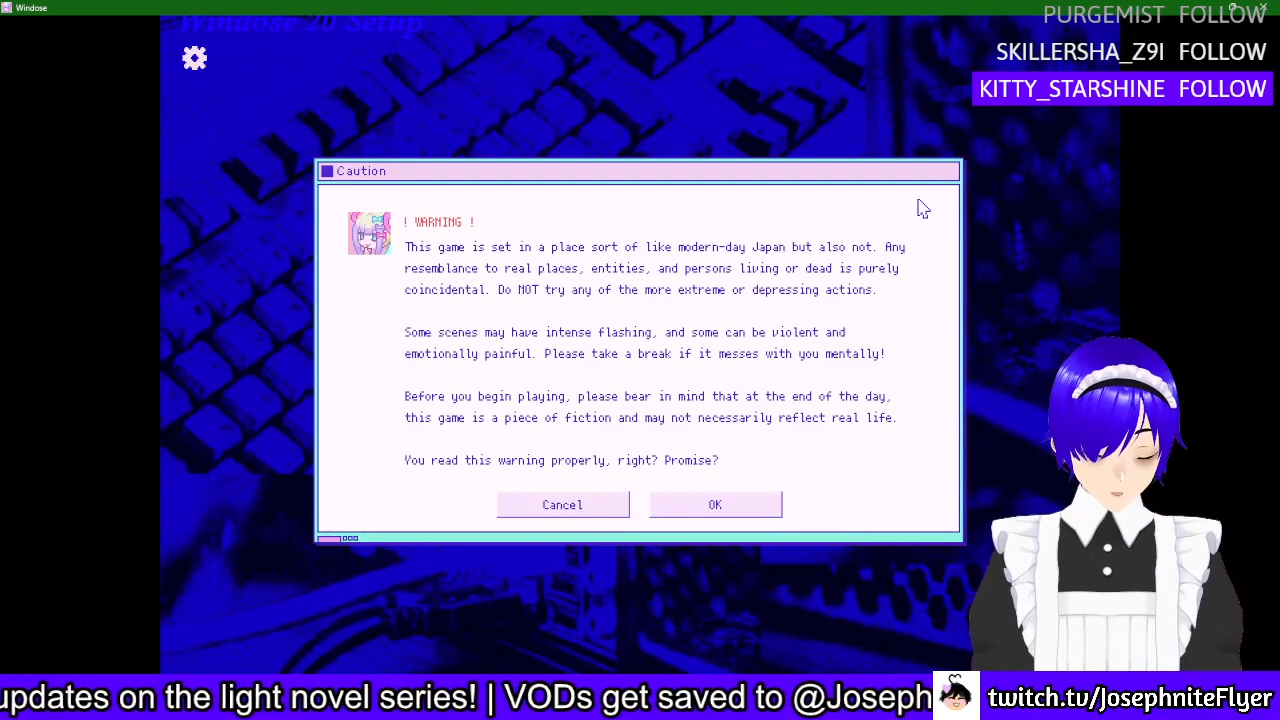 Windose
PURGEMIST FOLLOW
Windose 20 Setup
SKILLERSHA_Z9I FOLLOW
KITTY_STARSHINE FOLLOW
Caution
! WARNING !
This game is set in a place sort of like modern-day Japan but also not. Any
resemblance to real places, entities, and persons living or dead is purely
coincidental. Do NOT try any of the more extreme or depressing actions.
Some scenes may have intense flashing, and some can be violent and
emotionally painful. Please take a break if it messes with you mentally!
Before you begin playing, please bear in mind that at the end of the day,
this game is a piece of fiction and may not necessarily reflect real life.
You read this warning properly, right? Promise?
Cancel
OK
updates on the light novel series! | VODs get saved to @Joseph
twitch.tv/JosephniteFlyer